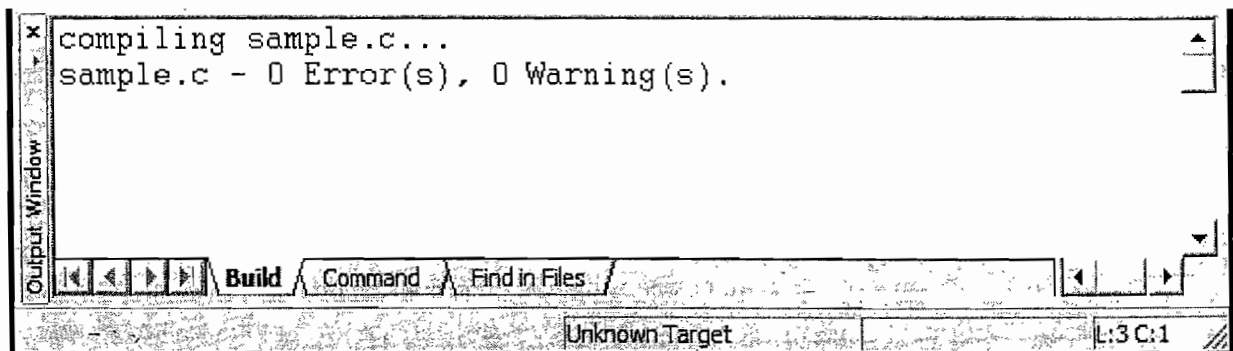 compiling sample.c...
sample.c - 0 Error(s), 0 Warning(s).
Output Window
Build Command Find in Files
Unknown Target L:3 C:1